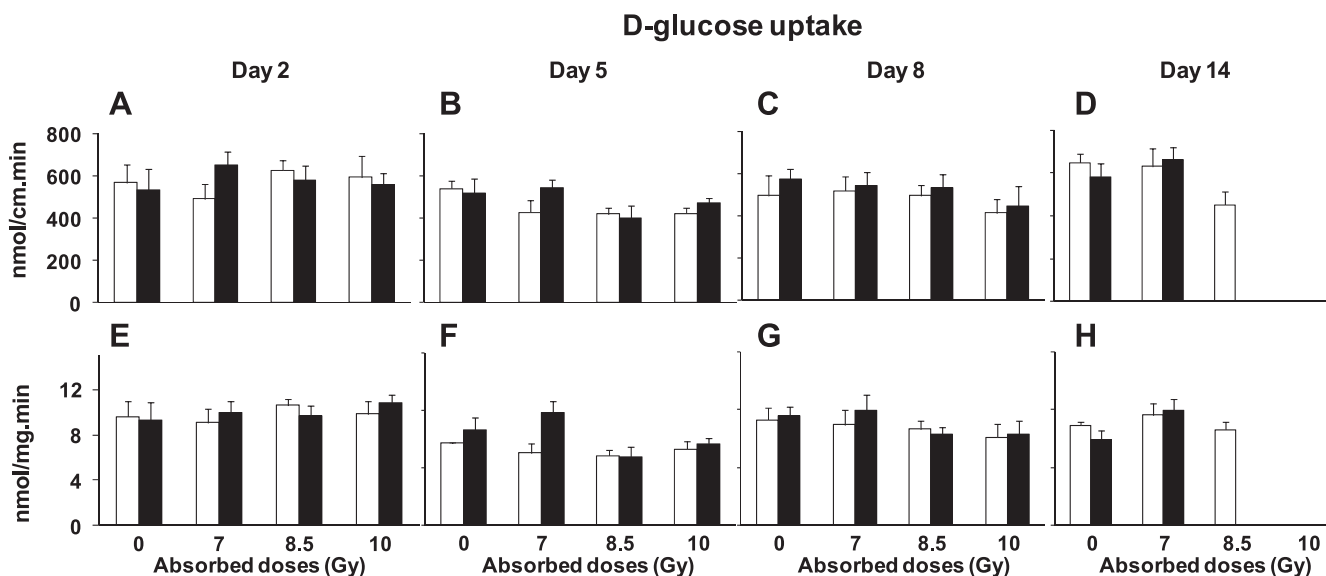 D-glucose uptake
Day 2 Day 5 Day 8 Day 14
A B C D
nmol/cm.min
800
600
400
200
0
E F G H
nmol/mg.min
12
8
4
0
0 7 8.5 10 0 7 8.5 10 0 7 8.5 10 0 7 8.5 10
Absorbed doses (Gy) Absorbed doses (Gy) Absorbed doses (Gy) Absorbed doses (Gy)